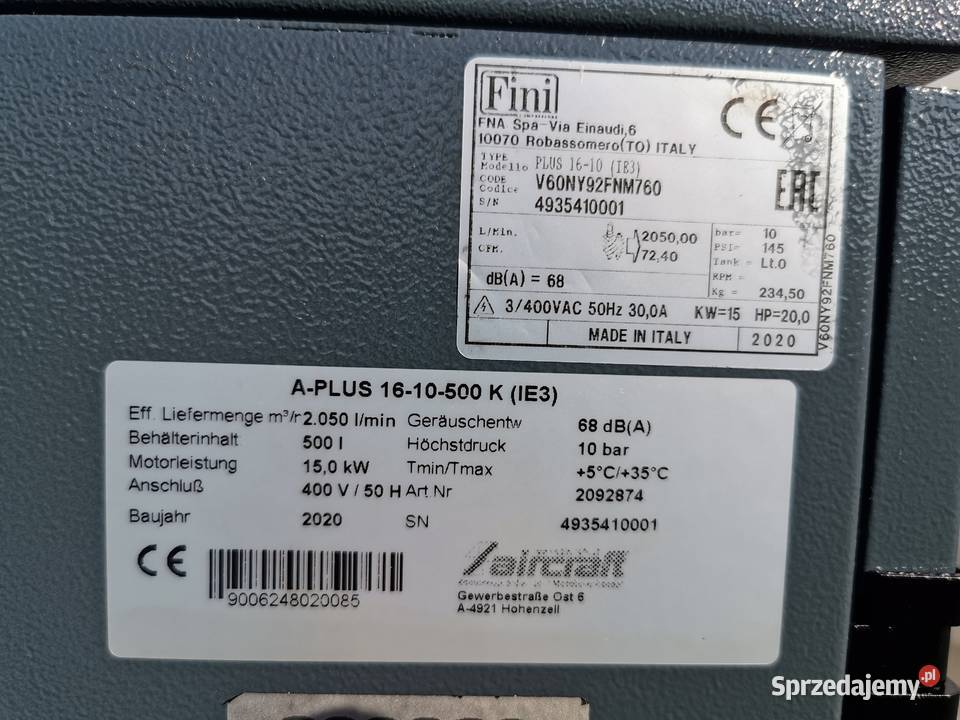 Fini
CE
FNA Spa-Via Einaudi,6
10070 Robassomero(TO) ITALY
TYPE
Modello PLUS 16-10 (IE3)
CODE
Codice V60NY92FNM760
S/N 4935410001
EAC
L/Min. 2050,00
CFM. 72,40
bar= 10
PSI= 145
Tank = Lt.0
RPM =
Kg = 234,50
dB(A) = 68
3/400VAC 50Hz 30,0A KW=15 HP=20,0
MADE IN ITALY 2020
V60NY92FNM760
A-PLUS 16-10-500 K (IE3)
Eff. Liefermenge m³/r 2.050 l/min Geräuschentw 68 dB(A)
Behälterinhalt 500 l Höchstdruck 10 bar
Motorleistung 15,0 kW Tmin/Tmax +5°C/+35°C
Anschluß 400 V / 50 H Art.Nr 2092874
Baujahr 2020 SN 4935410001
CE
9006248020085
aircraft
Gewerbestraße Ost 6
A-4921 Hohenzell
Sprzedajemy.pl